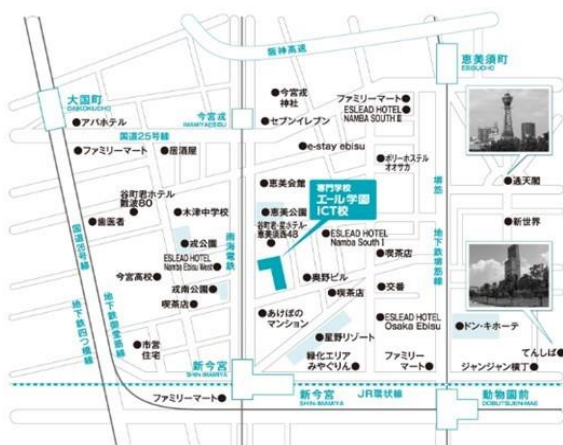 阪神高速
恵美須町
EBISUCHO
大国町
DAIKOKUCHO
今宮戎
IMAMIYAEBISU
今宮戎
神社
ファミリーマート
ESLEAD HOTEL
NAMBA SOUTH Ⅲ
アパホテル
セブンイレブン
国道25号線
ファミリーマート
居酒屋
e-stay ebisu
ポリーホステル
オオサカ
堺筋
通天閣
谷町君ホテル
難波80
恵美会館
専門学校
エール学園
ICT校
歯医者
木津中学校
恵美公園
谷町君・星ホテル・
恵美須西48
新世界
国道26号線
戎公園
南海電鉄
ESLEAD HOTEL
Namba South Ⅰ
地下鉄堺筋線
ESLEAD HOTEL
Namba Ebisu West
喫茶店
今宮高校
戎南公園
奥野ビル
喫茶店
交番
喫茶店
地下鉄四つ橋線
地下鉄御堂筋線
あけぼの
マンション
ESLEAD HOTEL
Osaka Ebisu
ドン・キホーテ
市営
住宅
星野リゾート
てんしば
新今宮
SHIN-IMAMIYA
緑化エリア
みやぐりん
ファミリー
マート
ジャンジャン横丁
ファミリーマート
新今宮
SHIN-IMAMIYA
JR環状線
動物園前
DOBUTSUEN-MAE